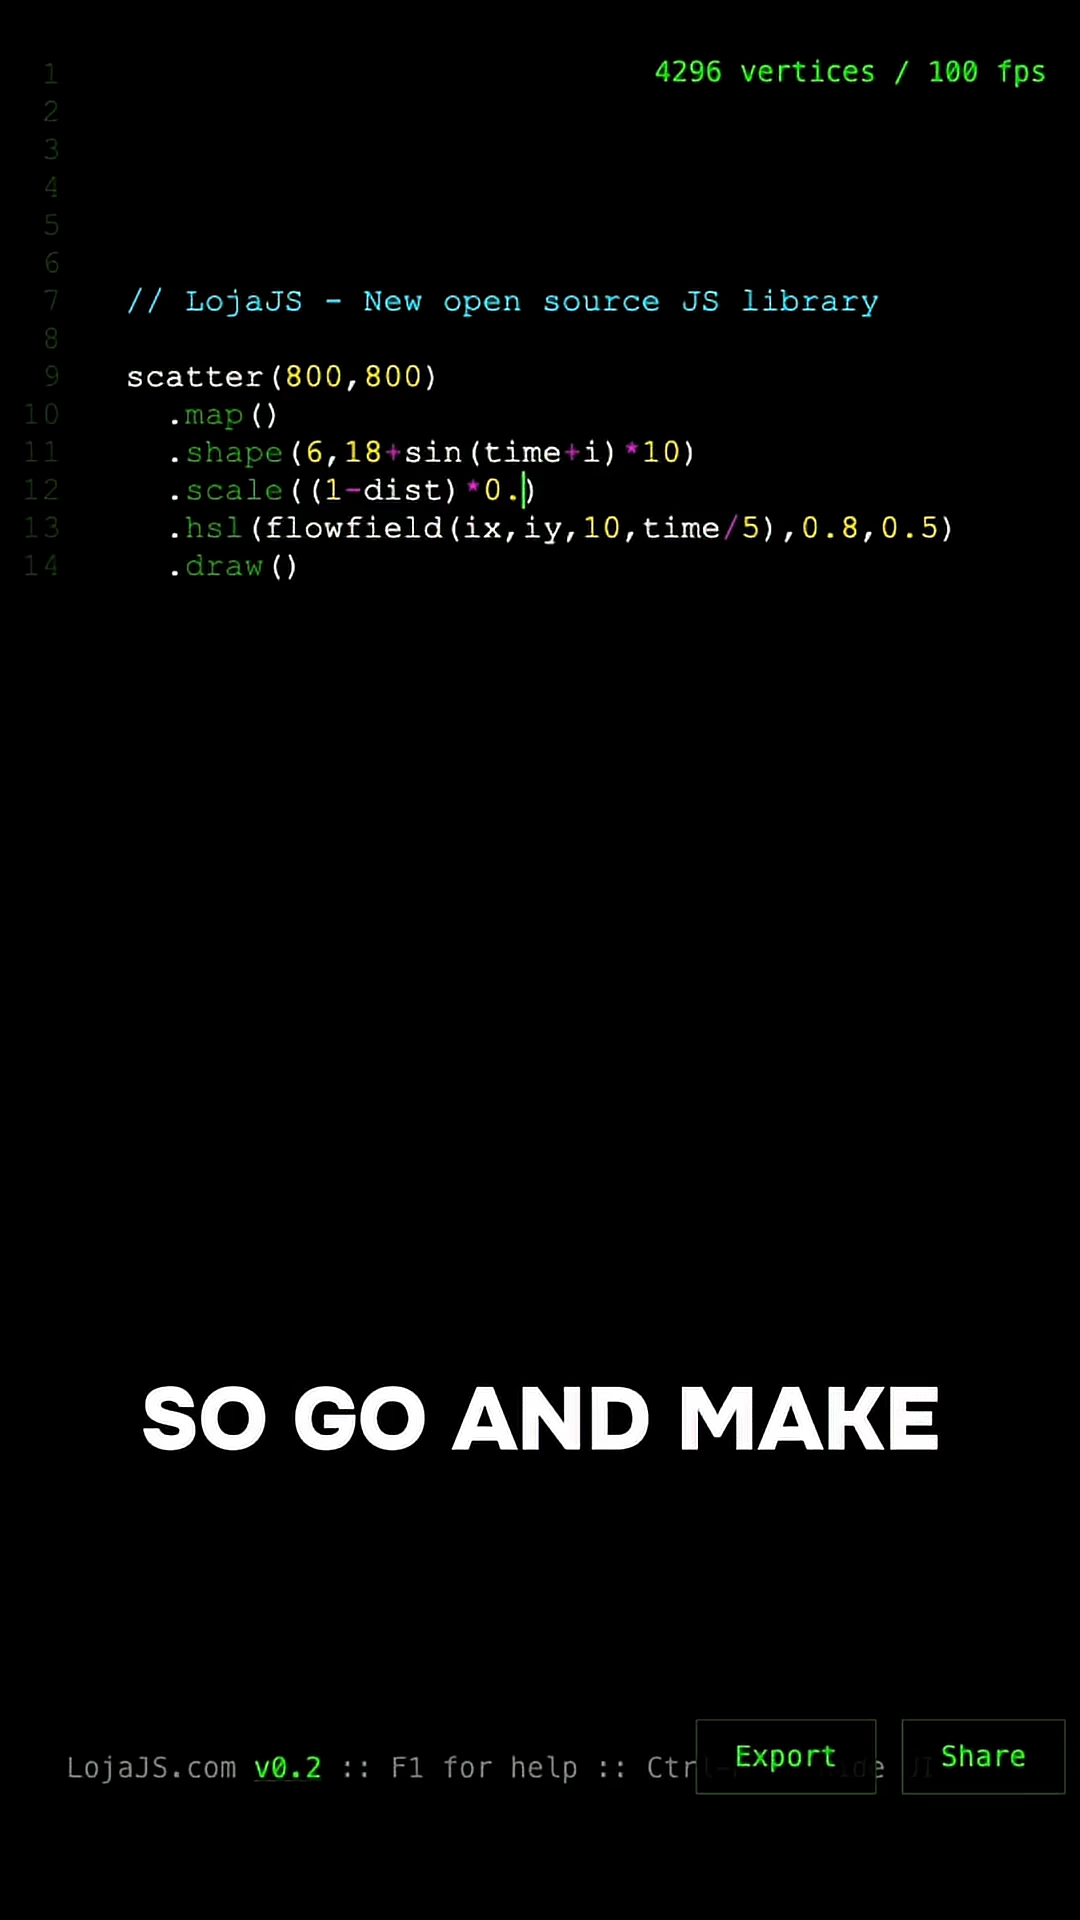 4296 vertices / 100 fps
1
2
3
4
5
6
7 // LojaJS - New open source JS library
8
9 scatter(800,800)
10 .map()
11 .shape(6,18+sin(time+i)*10)
12 .scale((1-dist)*0.)
13 .hsl(flowfield(ix,iy,10,time/5),0.8,0.5)
14 .draw()
SO GO AND MAKE
LojaJS.com v0.2 :: F1 for help :: Ctr
Export
Share